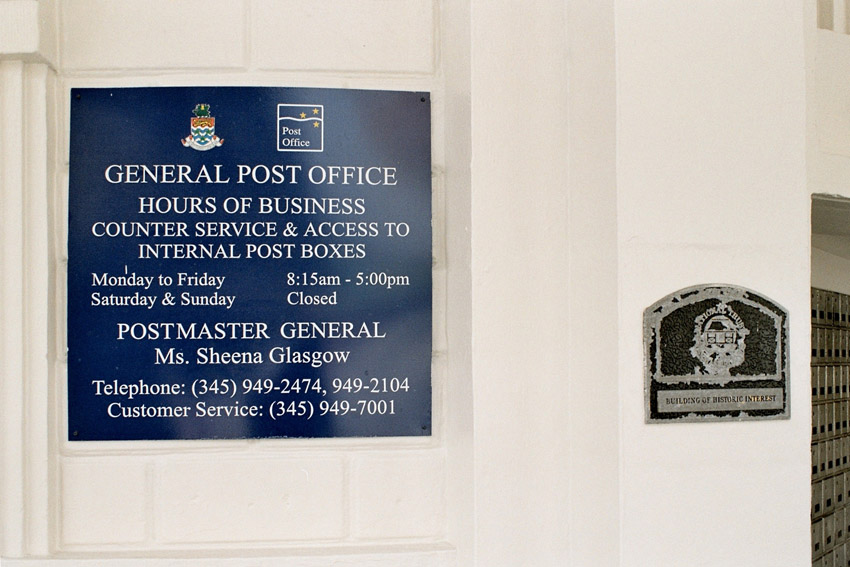 Post
Office
GENERAL POST OFFICE
HOURS OF BUSINESS
COUNTER SERVICE & ACCESS TO
INTERNAL POST BOXES
Monday to Friday 8:15am - 5:00pm
Saturday & Sunday Closed
POSTMASTER GENERAL
Ms. Sheena Glasgow
Telephone: (345) 949-2474, 949-2104
Customer Service: (345) 949-7001
NATIONAL TRUST
BUILDING OF HISTORIC INTEREST